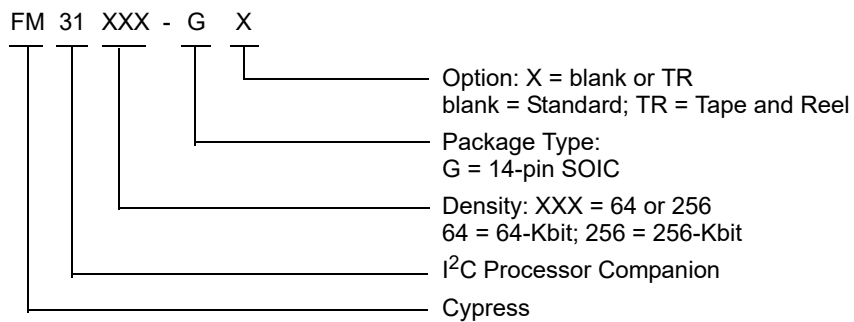 FM 31 XXX - G X
Option: X = blank or TR
blank = Standard; TR = Tape and Reel
Package Type:
G = 14-pin SOIC
Density: XXX = 64 or 256
64 = 64-Kbit; 256 = 256-Kbit
I²C Processor Companion
Cypress